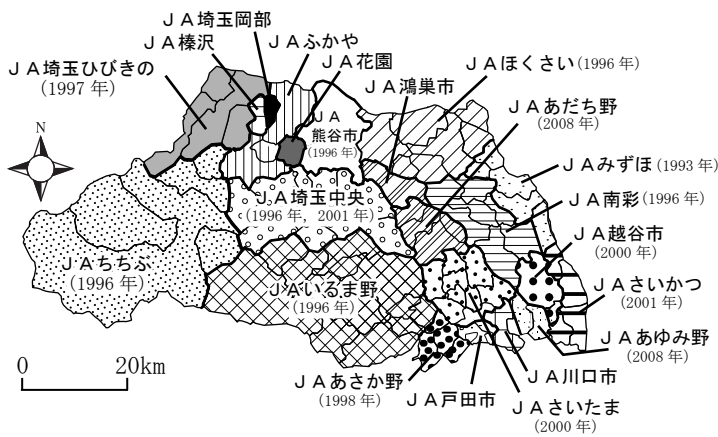 ＪＡ埼玉岡部
ＪＡ榛沢
ＪＡふかや
ＪＡ花園
ＪＡ埼玉ひびきの
(1997 年)
ＪＡ鴻巣市
ＪＡほくさい(1996 年)
ＪＡあだち野
(2008 年)
ＪＡ
熊谷市
(1996 年)
N
ＪＡみずほ(1993 年)
ＪＡ埼玉中央
(1996 年, 2001 年)
ＪＡ南彩(1996 年)
ＪＡ越谷市
(2000 年)
ＪＡちちぶ
(1996 年)
ＪＡいるま野
(1996 年)
ＪＡさいかつ
(2001 年)
ＪＡあゆみ野
(2008 年)
0 20km
ＪＡあさか野
(1998 年)
ＪＡ戸田市
ＪＡ川口市
ＪＡさいたま
(2000 年)